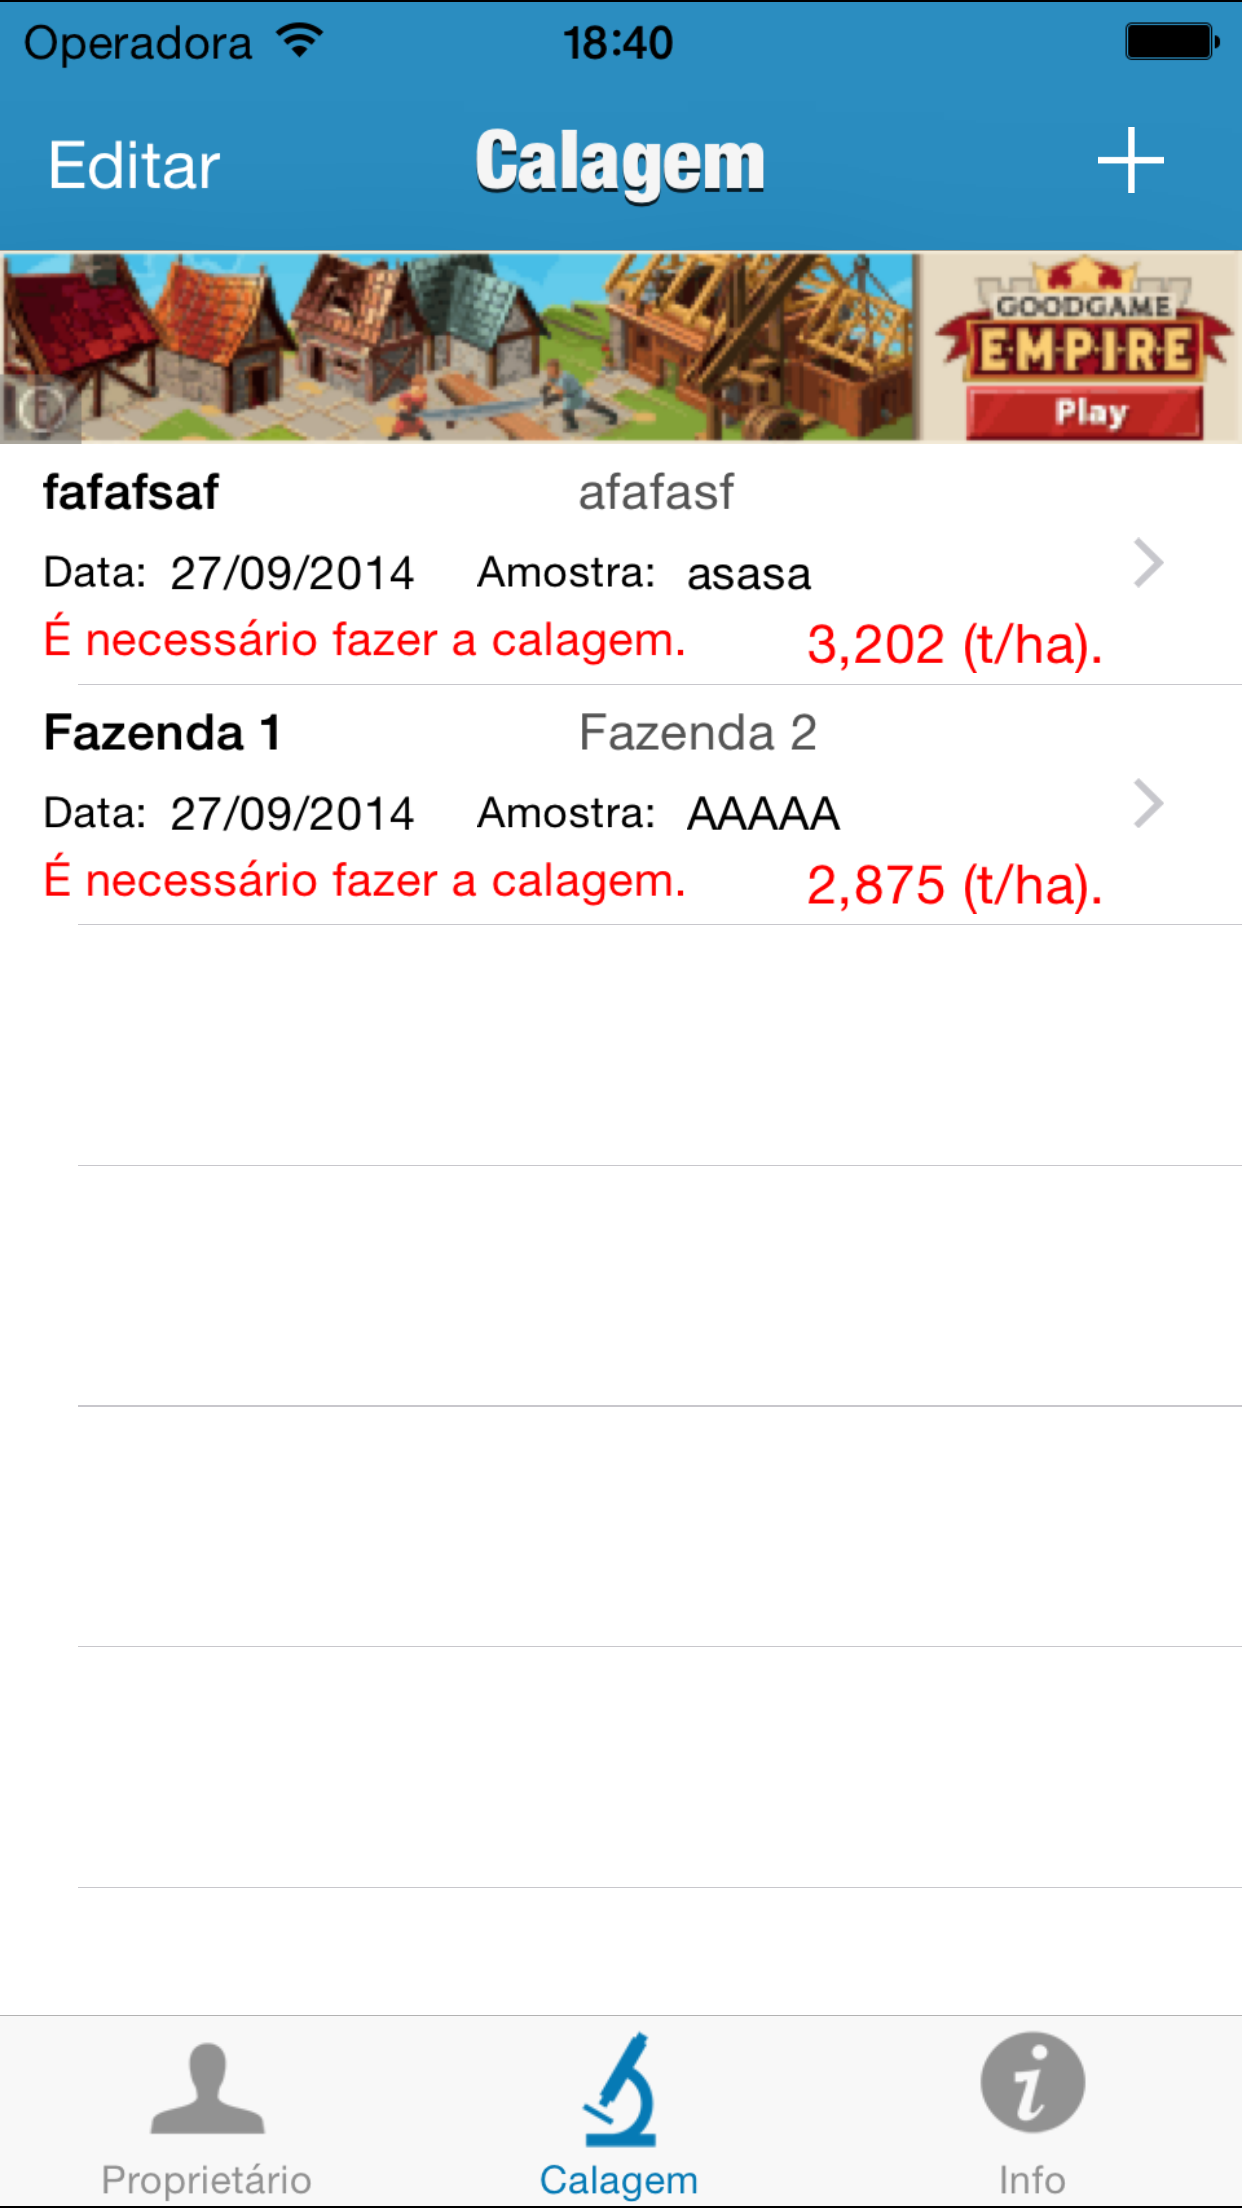 Operadora 18:40
Editar Calagem +
GOODGAME
EMPIRE
Play
fafafsaf afafasf
Data: 27/09/2014 Amostra: asasa
É necessário fazer a calagem. 3,202 (t/ha).
Fazenda 1 Fazenda 2
Data: 27/09/2014 Amostra: AAAAA
É necessário fazer a calagem. 2,875 (t/ha).
Proprietário Calagem Info